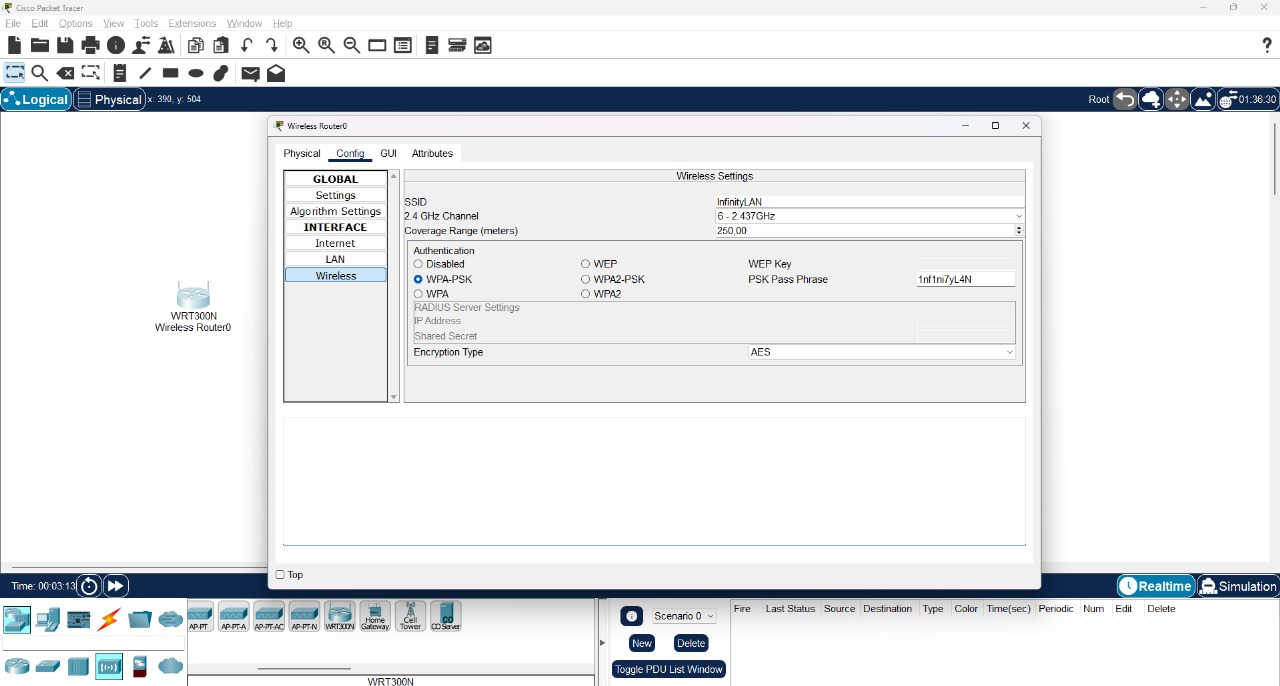 Cisco Packet Tracer
File Edit Options View Tools Extensions Window Help
?
Logical Physical x: 390, y: 504 Root 01:36:30
Wireless Router0
Physical Config GUI Attributes
GLOBAL
Settings
Algorithm Settings
INTERFACE
Internet
LAN
Wireless
Wireless Settings
SSID InfinityLAN
2.4 GHz Channel 6 - 2.437GHz
Coverage Range (meters) 250,00
Authentication
Disabled WEP WEP Key
WPA-PSK WPA2-PSK PSK Pass Phrase 1nf1ni7yL4N
WPA WPA2
RADIUS Server Settings
IP Address
Shared Secret
Encryption Type AES
WRT300N
Wireless Router0
Top
Time: 00:03:13 Realtime Simulation
AP-PT AP-PT-A AP-PT-AC AP-PT-N WRT300N Home Gateway Cell Tower CO Server
WRT300N
Scenario 0
New Delete
Toggle PDU List Window
Fire Last Status Source Destination Type Color Time(sec) Periodic Num Edit Delete